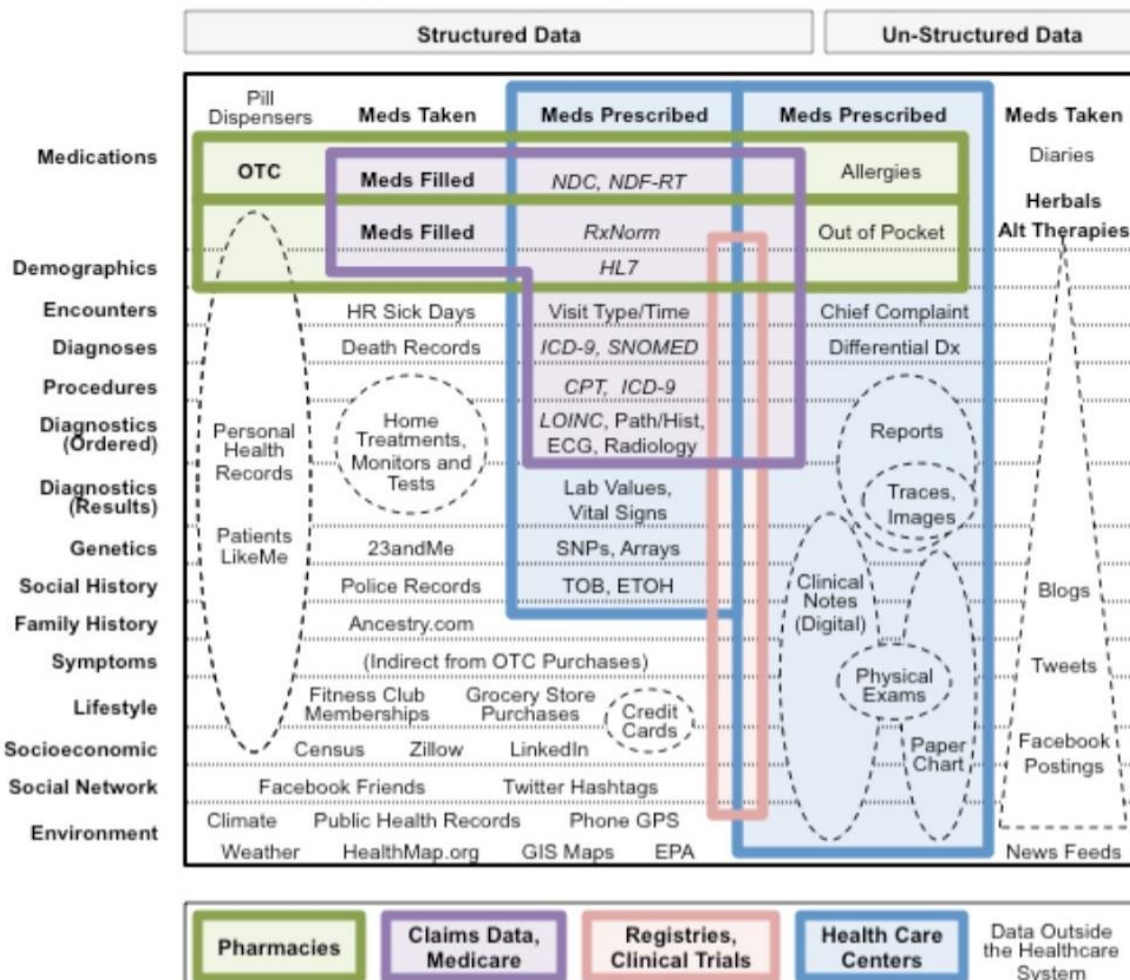 Structured Data
Un-Structured Data
Pill
Dispensers
Meds Taken
Meds Prescribed
Meds Prescribed
Meds Taken
Medications
OTC
Meds Filled
NDC, NDF-RT
Allergies
Diaries
Herbals
Meds Filled
RxNorm
Out of Pocket
Alt Therapies
Demographics
HL7
Encounters
HR Sick Days
Visit Type/Time
Chief Complaint
Diagnoses
Death Records
ICD-9, SNOMED
Differential Dx
Procedures
CPT, ICD-9
Diagnostics
(Ordered)
Personal
Health
Records
Home
Treatments,
Monitors and
Tests
LOINC, Path/Hist,
ECG, Radiology
Reports
Diagnostics
(Results)
Lab Values,
Vital Signs
Traces,
Images
Genetics
Patients
LikeMe
23andMe
SNPs, Arrays
Social History
Police Records
TOB, ETOH
Clinical
Notes
(Digital)
Blogs
Family History
Ancestry.com
Symptoms
(Indirect from OTC Purchases)
Physical
Exams
Tweets
Lifestyle
Fitness Club
Memberships
Grocery Store
Purchases
Credit
Cards
Socioeconomic
Census
Zillow
LinkedIn
Paper
Chart
Facebook
Postings
Social Network
Facebook Friends
Twitter Hashtags
Environment
Climate
Public Health Records
Phone GPS
Weather
HealthMap.org
GIS Maps
EPA
News Feeds
Pharmacies
Claims Data,
Medicare
Registries,
Clinical Trials
Health Care
Centers
Data Outside
the Healthcare
System